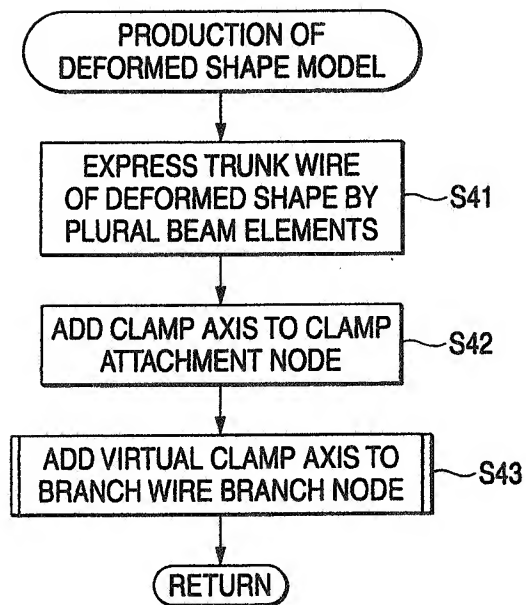 PRODUCTION OF
DEFORMED SHAPE MODEL
EXPRESS TRUNK WIRE
OF DEFORMED SHAPE BY
PLURAL BEAM ELEMENTS
S41
ADD CLAMP AXIS TO CLAMP
ATTACHMENT NODE
S42
ADD VIRTUAL CLAMP AXIS TO
BRANCH WIRE BRANCH NODE
S43
RETURN